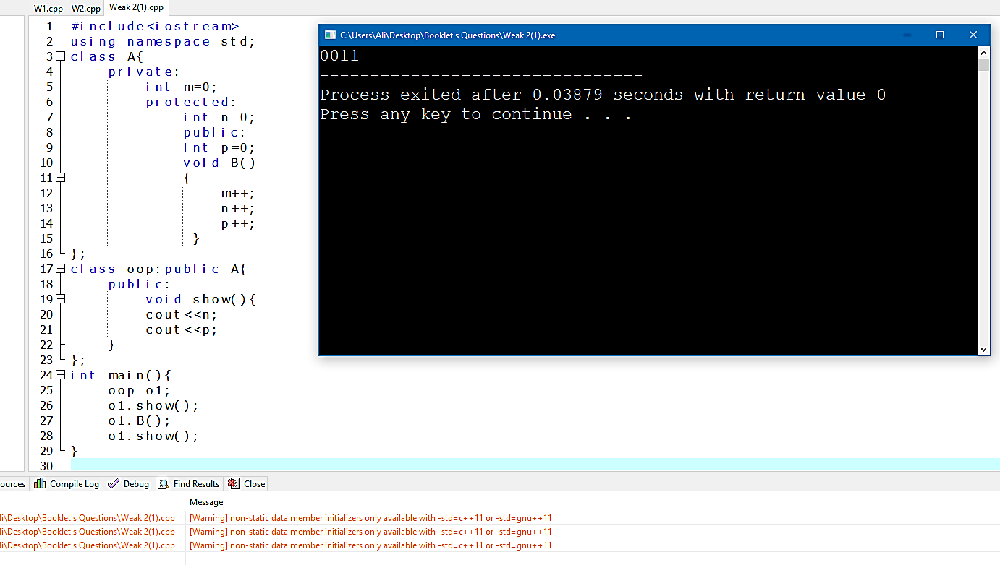 W1.cpp W2.cpp Weak 2(1).cpp
1 #include<iostream>
2 using namespace std;
3 class A{
4 private:
5 int m=0;
6 protected:
7 int n=0;
8 public:
9 int p=0;
10 void B()
11 {
12 m++;
13 n++;
14 p++;
15 }
16 };
17 class oop:public A{
18 public:
19 void show(){
20 cout<<n;
21 cout<<p;
22 }
23 };
24 int main(){
25 oop o1;
26 o1.show();
27 o1.B();
28 o1.show();
29 }
30
C:\Users\Ali\Desktop\Booklet's Questions\Weak 2(1).exe
0011
--------------------------------
Process exited after 0.03879 seconds with return value 0
Press any key to continue . . .
ources Compile Log Debug Find Results Close
Message
li\Desktop\Booklet's Questions\Weak 2(1).cpp [Warning] non-static data member initializers only available with -std=c++11 or -std=gnu++11
li\Desktop\Booklet's Questions\Weak 2(1).cpp [Warning] non-static data member initializers only available with -std=c++11 or -std=gnu++11
li\Desktop\Booklet's Questions\Weak 2(1).cpp [Warning] non-static data member initializers only available with -std=c++11 or -std=gnu++11